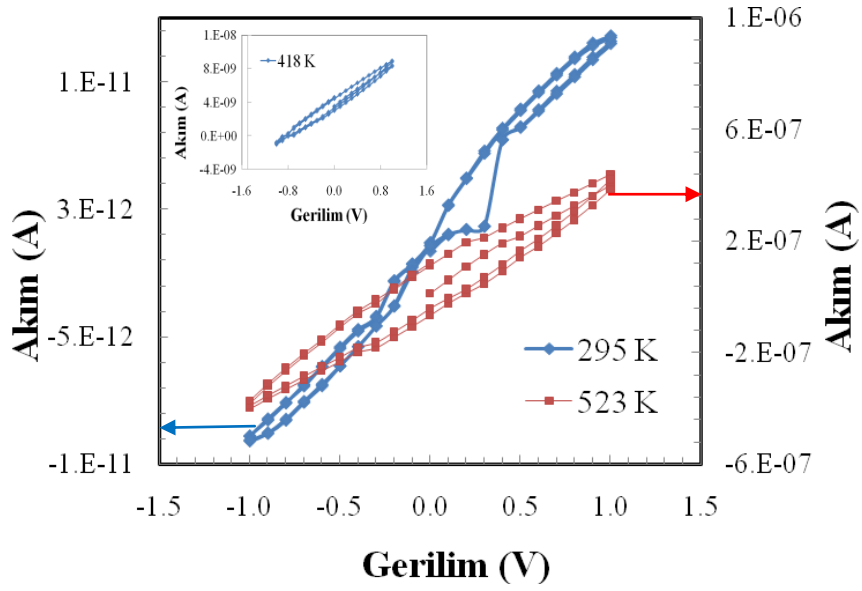 1.E-06
1.E-11
6.E-07
3.E-12
2.E-07
-5.E-12
-2.E-07
-1.E-11
-6.E-07
-1.5
-1.0
-0.5
0.0
0.5
1.0
1.5
Gerilim (V)
Akım (A)
Akım (A)
295 K
523 K
1.E-08
8.E-09
4.E-09
0.E+00
-4.E-09
-1.6
-0.8
0.0
0.8
1.6
Gerilim (V)
Akım (A)
418 K